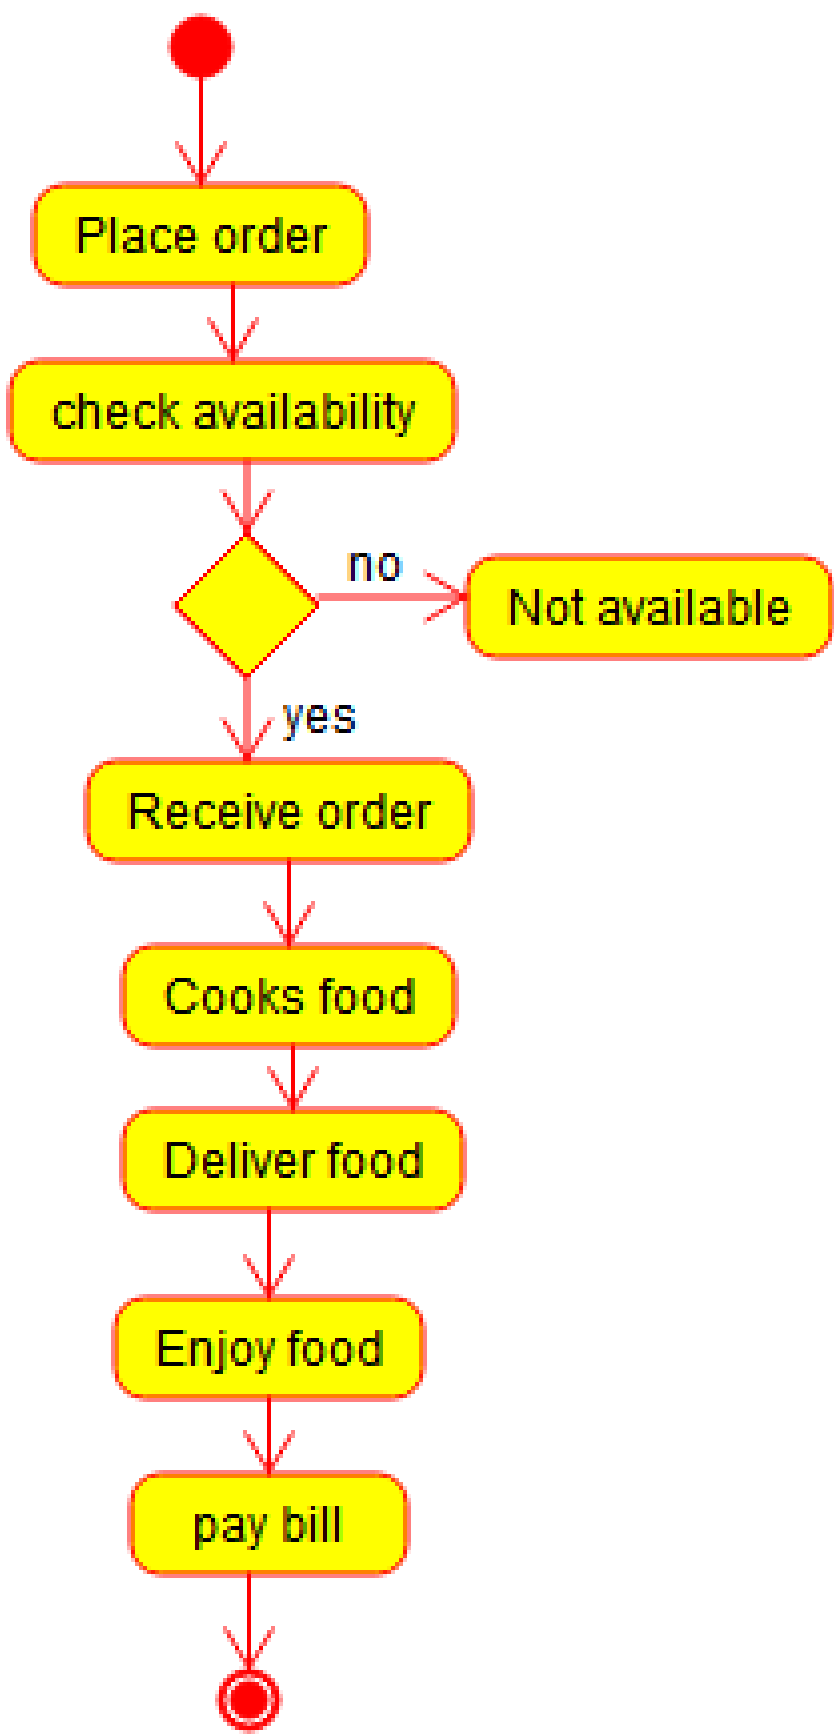 Place order
check availability
no
Not available
yes
Receive order
Cooks food
Deliver food
Enjoy food
pay bill